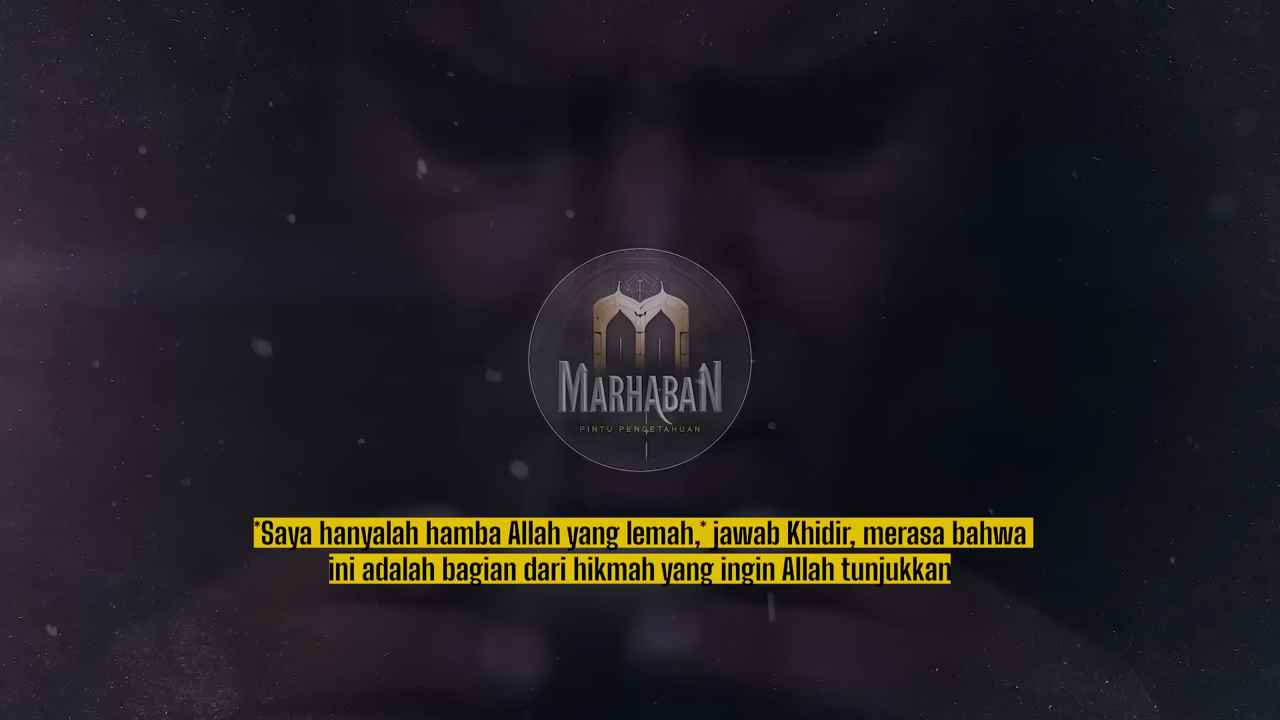 MARHABAN
PINTU PENGETAHUAN
*Saya hanyalah hamba Allah yang lemah,* jawab Khidir, merasa bahwa
ini adalah bagian dari hikmah yang ingin Allah tunjukkan